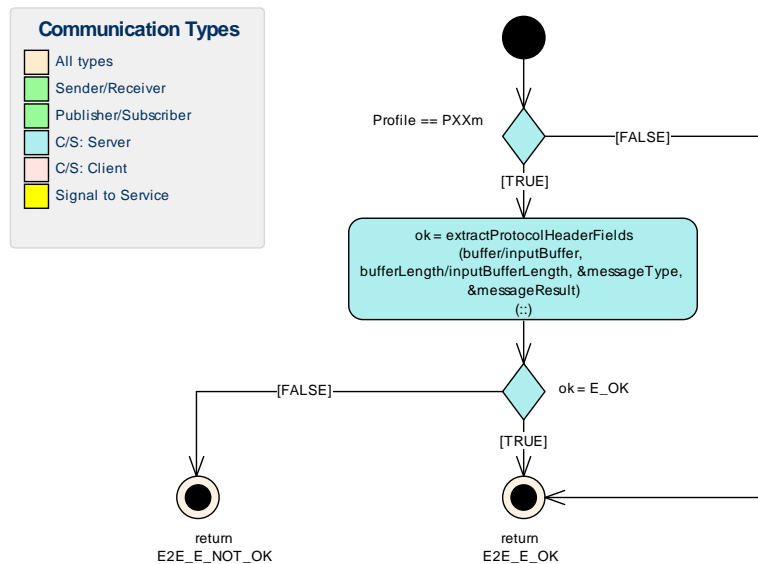 Communication Types
All types
Sender/Receiver
Publisher/Subscriber
C/S: Server
C/S: Client
Signal to Service
Profile == PXXm
[FALSE]
[TRUE]
ok = extractProtocolHeaderFields
(buffer/inputBuffer,
bufferLength/inputBufferLength, &messageType,
&messageResult)
(::)
[FALSE]
ok = E_OK
[TRUE]
return
E2E_E_NOT_OK
return
E2E_E_OK